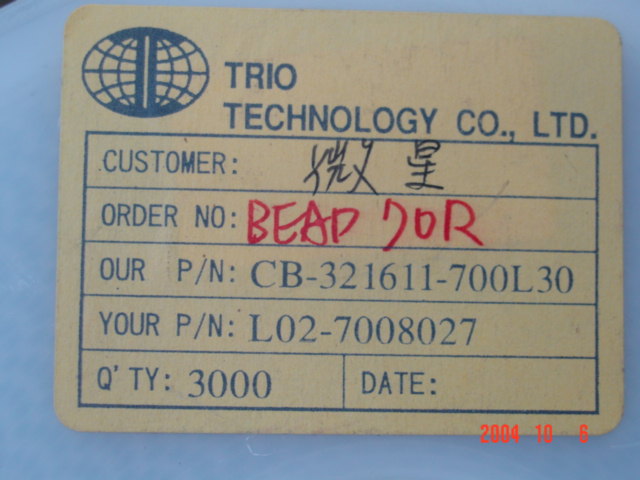 TRIO
TECHNOLOGY CO., LTD.
CUSTOMER: 微星
ORDER NO: BEAD 70R
OUR P/N: CB-321611-700L30
YOUR P/N: L02-7008027
Q'TY: 3000 DATE:
2004 10 6